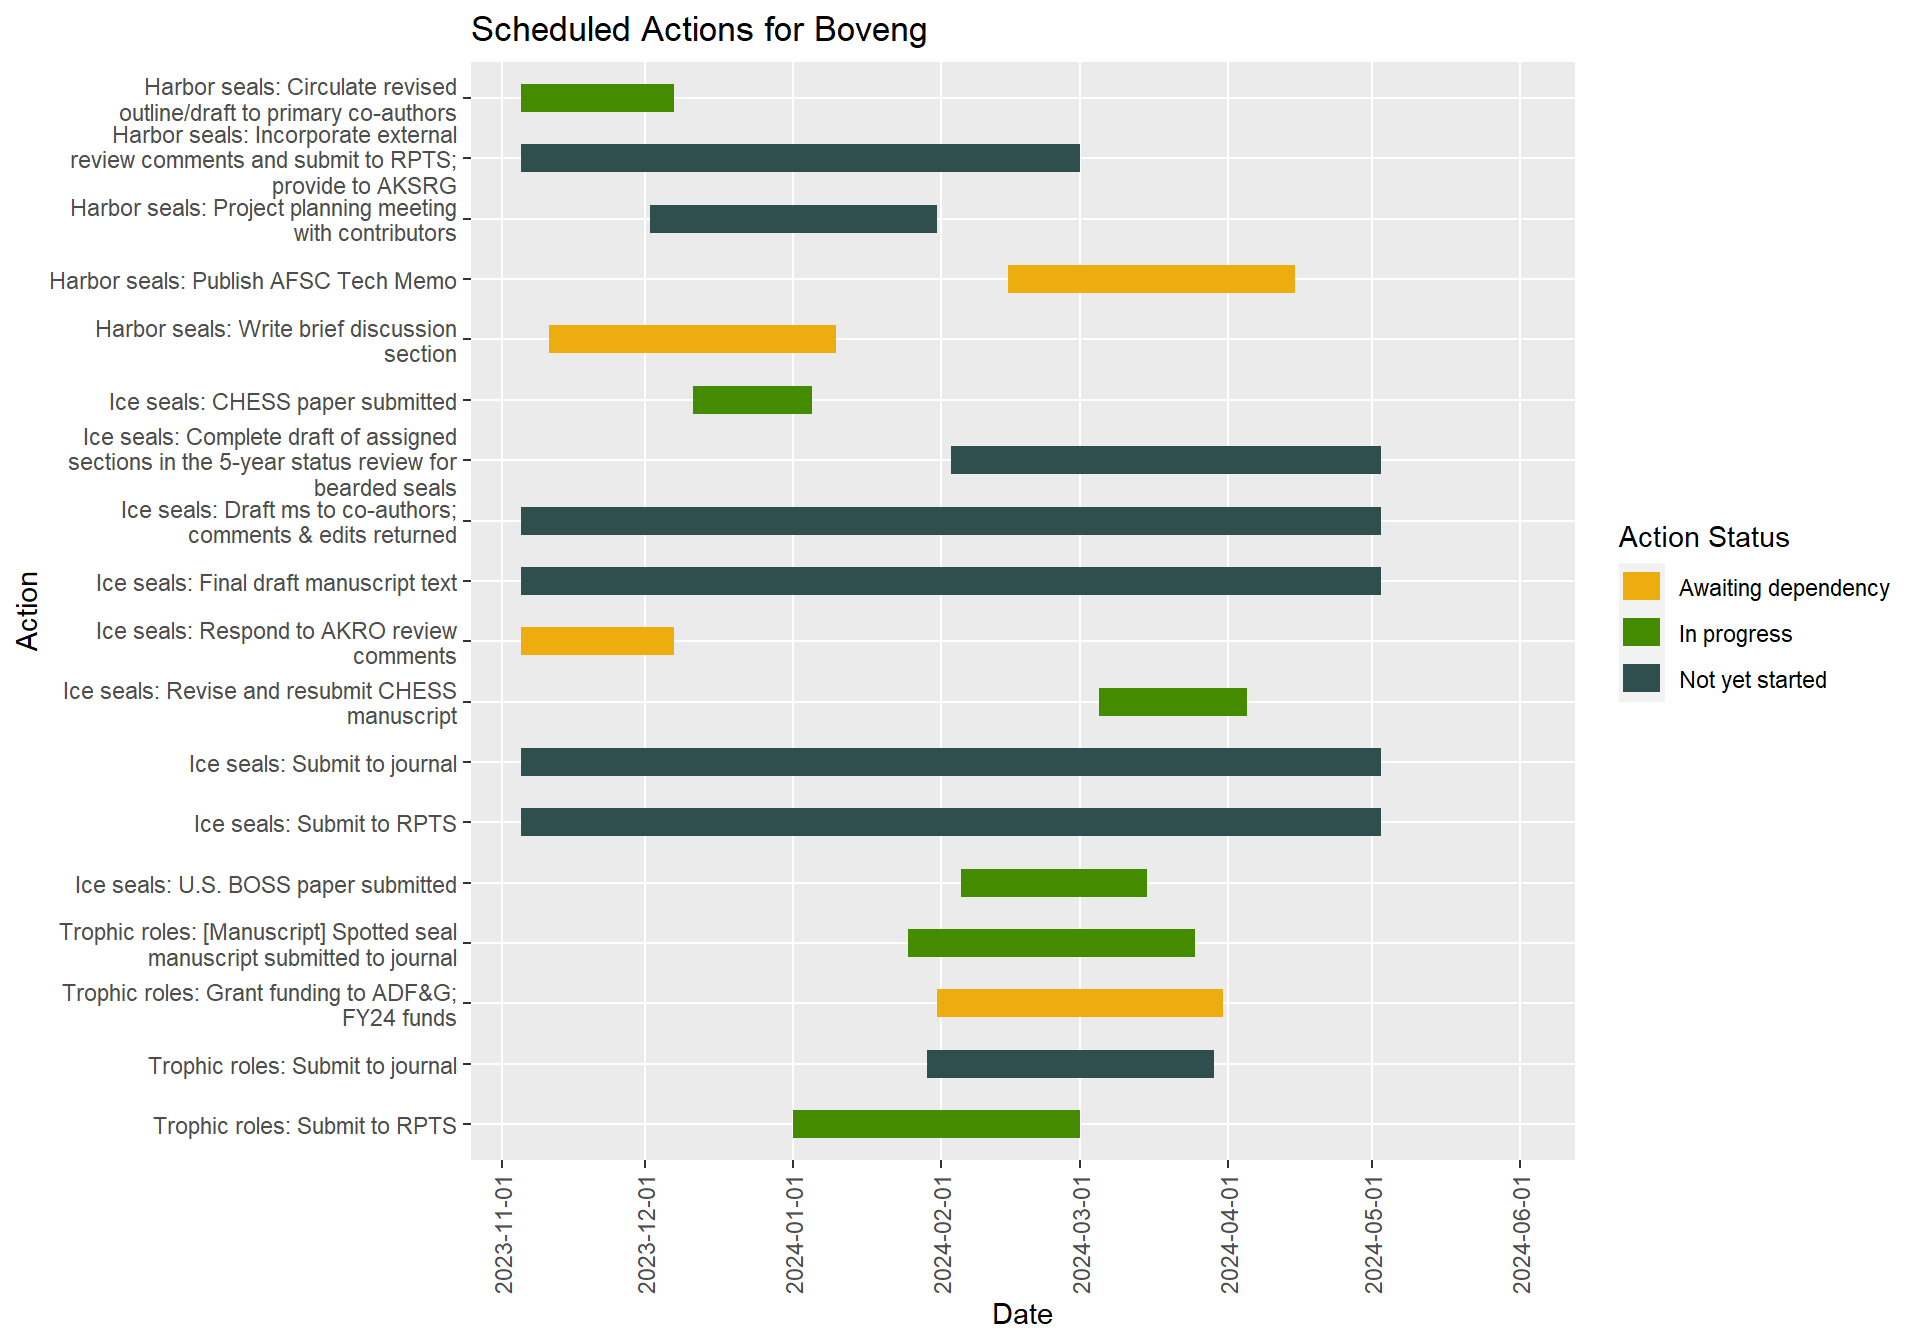 Scheduled Actions for Boveng
Harbor seals: Circulate revised
outline/draft to primary co-authors
Harbor seals: Incorporate external
review comments and submit to RPTS;
provide to AKSRG
Harbor seals: Project planning meeting
with contributors
Harbor seals: Publish AFSC Tech Memo
Harbor seals: Write brief discussion
section
Ice seals: CHESS paper submitted
Ice seals: Complete draft of assigned
sections in the 5-year status review for
bearded seals
Ice seals: Draft ms to co-authors;
comments & edits returned
Ice seals: Final draft manuscript text
Ice seals: Respond to AKRO review
comments
Ice seals: Revise and resubmit CHESS
manuscript
Ice seals: Submit to journal
Ice seals: Submit to RPTS
Ice seals: U.S. BOSS paper submitted
Trophic roles: [Manuscript] Spotted seal
manuscript submitted to journal
Trophic roles: Grant funding to ADF&G;
FY24 funds
Trophic roles: Submit to journal
Trophic roles: Submit to RPTS
Action
2023-11-01
2023-12-01
2024-01-01
2024-02-01
2024-03-01
2024-04-01
2024-05-01
2024-06-01
Date
Action Status
Awaiting dependency
In progress
Not yet started